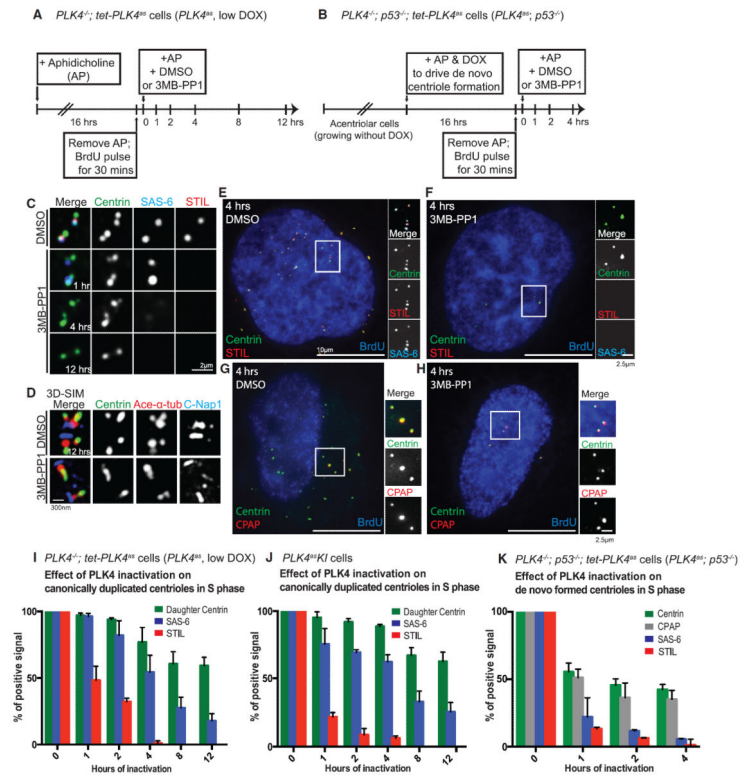 A PLK4-/-; tet-PLK4as cells (PLK4as, low DOX)
+ Aphidicholine
(AP)
+AP
+ DMSO
or 3MB-PP1
16 hrs
0 1 2 4 8 12 hrs
Remove AP;
BrdU pulse
for 30 mins
B PLK4-/-; p53-/-; tet-PLK4as cells (PLK4as; p53-/-)
+ AP & DOX
to drive de novo
centriole formation
+AP
+ DMSO
or 3MB-PP1
Acentriolar cells
(growing without DOX)
16 hrs
0 1 2 4 hrs
Remove AP;
BrdU pulse
for 30 mins
C
Merge Centrin SAS-6 STIL
DMSO
3MB-PP1
1 hr
4 hrs
12 hrs
2μm
D
3D-SIM
Merge Centrin Ace-α-tub C-Nap1
DMSO
12 hrs
3MB-PP1
300nm
E
4 hrs
DMSO
Merge
Centrin
STIL
SAS-6
Centrin
STIL
10μm
BrdU
F
4 hrs
3MB-PP1
Merge
Centrin
STIL
SAS-6
Centrin
STIL
BrdU
2.5μm
G
4 hrs
DMSO
Merge
Centrin
CPAP
Centrin
CPAP
BrdU
H
4 hrs
3MB-PP1
Merge
Centrin
CPAP
Centrin
CPAP
BrdU
2.5μm
I PLK4-/-; tet-PLK4as cells (PLK4as, low DOX)
Effect of PLK4 inactivation on
canonically duplicated centrioles in S phase
% of positive signal
100
50
0
Daughter Centrin
SAS-6
STIL
0 1 2 4 8 12
Hours of inactivation
J PLK4asKI cells
Effect of PLK4 inactivation on
canonically duplicated centrioles in S phase
% of positive signal
100
50
0
Daughter Centrin
SAS-6
STIL
0 1 2 4 8 12
Hours of inactivation
K PLK4-/-; p53-/-; tet-PLK4as cells (PLK4as; p53-/-)
Effect of PLK4 inactivation on
de novo formed centrioles in S phase
% of positive signal
100
50
0
Centrin
CPAP
SAS-6
STIL
0 1 2 4
Hours of inactivation